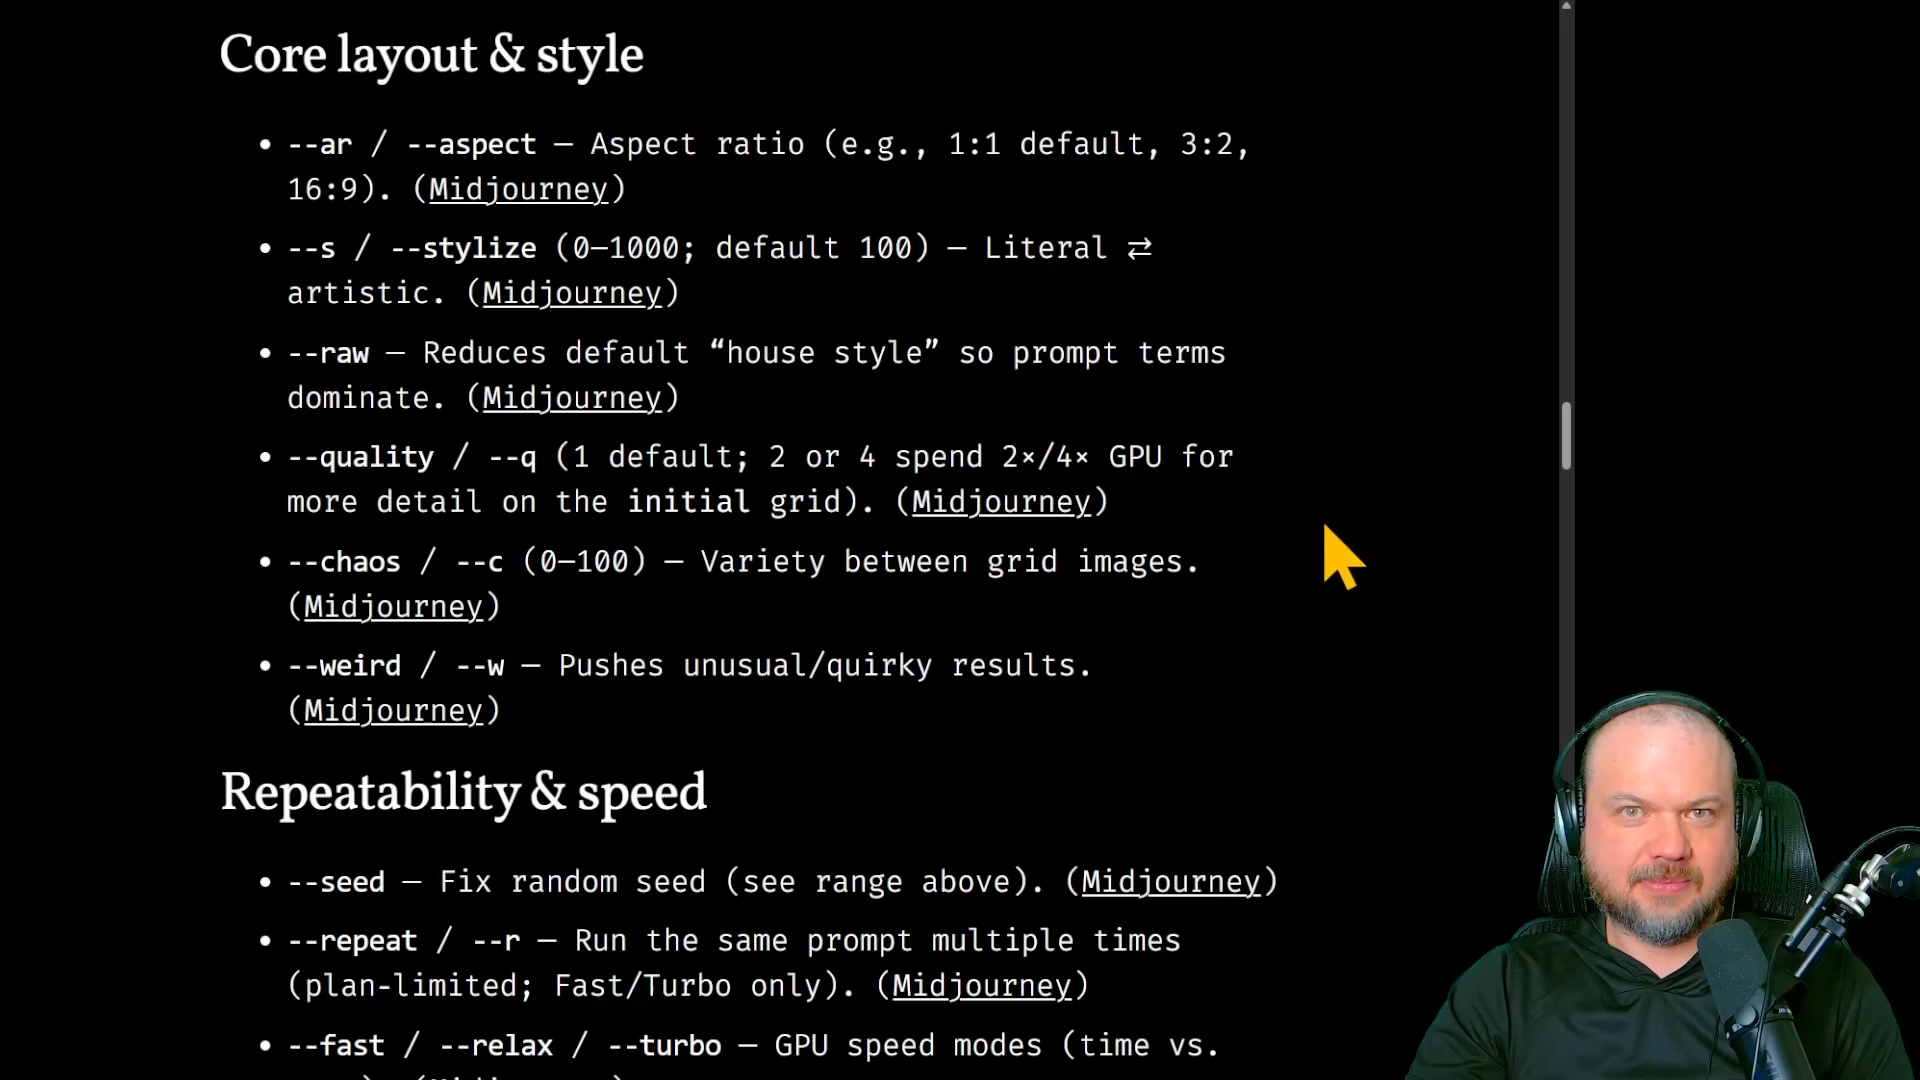 Core layout & style
• --ar / --aspect — Aspect ratio (e.g., 1:1 default, 3:2,
16:9). (Midjourney)
• --s / --stylize (0–1000; default 100) — Literal ⇄
artistic. (Midjourney)
• --raw — Reduces default “house style” so prompt terms
dominate. (Midjourney)
• --quality / --q (1 default; 2 or 4 spend 2×/4× GPU for
more detail on the initial grid). (Midjourney)
• --chaos / --c (0–100) — Variety between grid images.
(Midjourney)
• --weird / --w — Pushes unusual/quirky results.
(Midjourney)
Repeatability & speed
• --seed — Fix random seed (see range above). (Midjourney)
• --repeat / --r — Run the same prompt multiple times
(plan-limited; Fast/Turbo only). (Midjourney)
• --fast / --relax / --turbo — GPU speed modes (time vs.